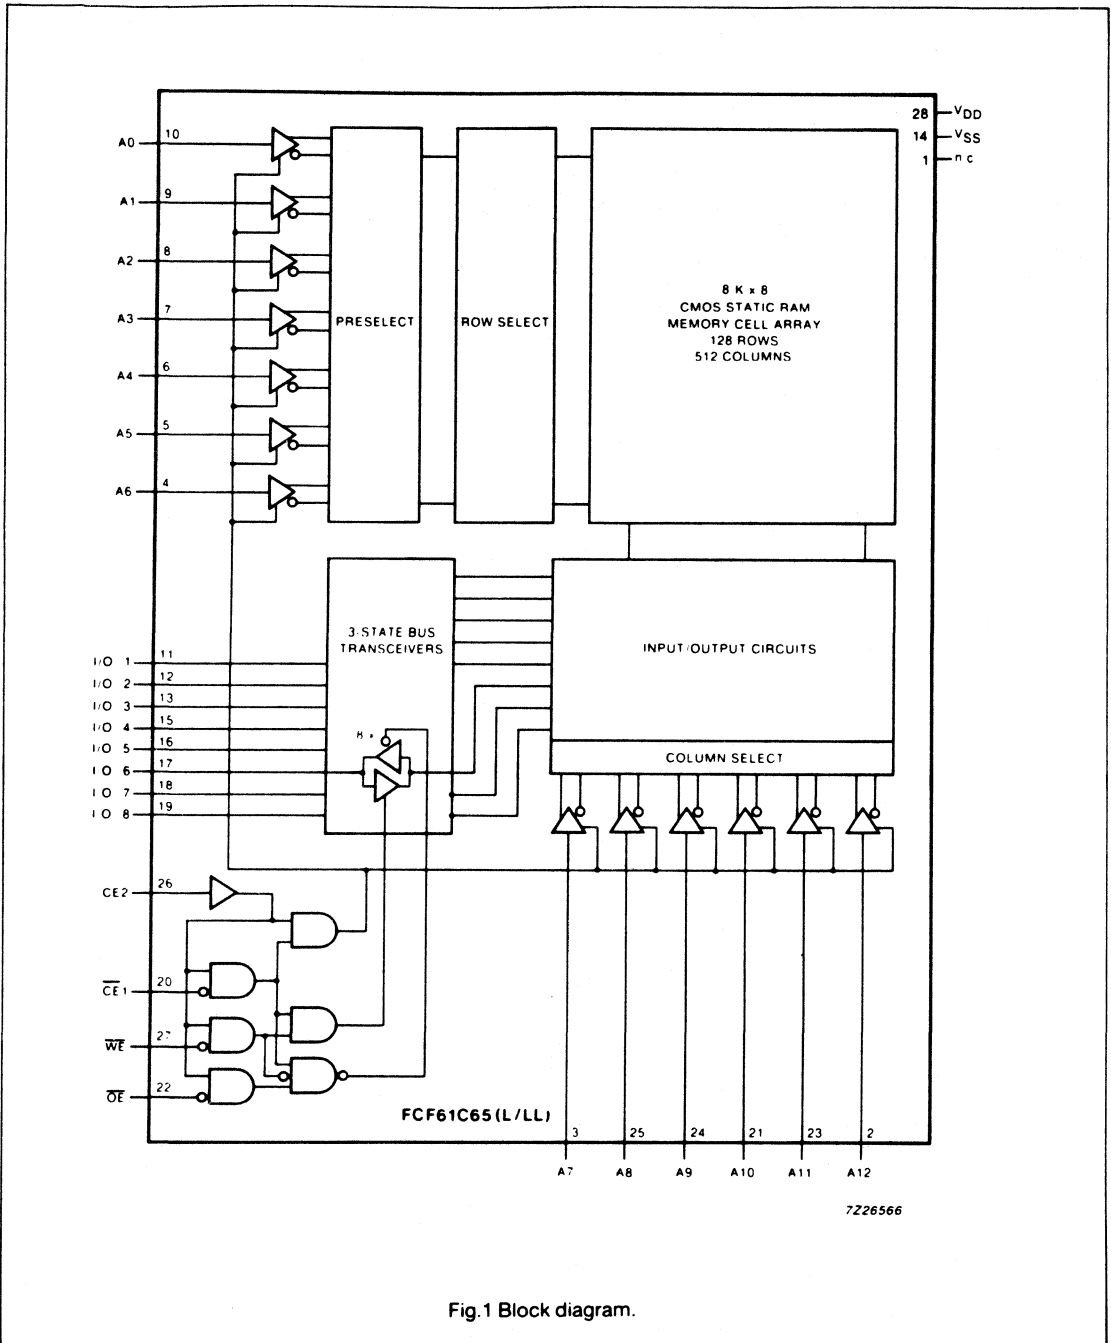 28 VDD
14 VSS
1 n c
A0 10
A1 9
A2 8
A3 7
A4 6
A5 5
A6 4
PRESELECT
ROW SELECT
8 K x 8
CMOS STATIC RAM
MEMORY CELL ARRAY
128 ROWS
512 COLUMNS
3-STATE BUS
TRANSCEIVERS
INPUT/OUTPUT CIRCUITS
COLUMN SELECT
I/O 1 11
I/O 2 12
I/O 3 13
I/O 4 15
I/O 5 16
I O 6 17
I O 7 18
I O 8 19
8 x
CE2 26
C̅E̅1 20
W̅E̅ 27
O̅E̅ 22
FCF61C65(L/LL)
3 25 24 21 23 2
A7 A8 A9 A10 A11 A12
7Z26566
Fig.1 Block diagram.